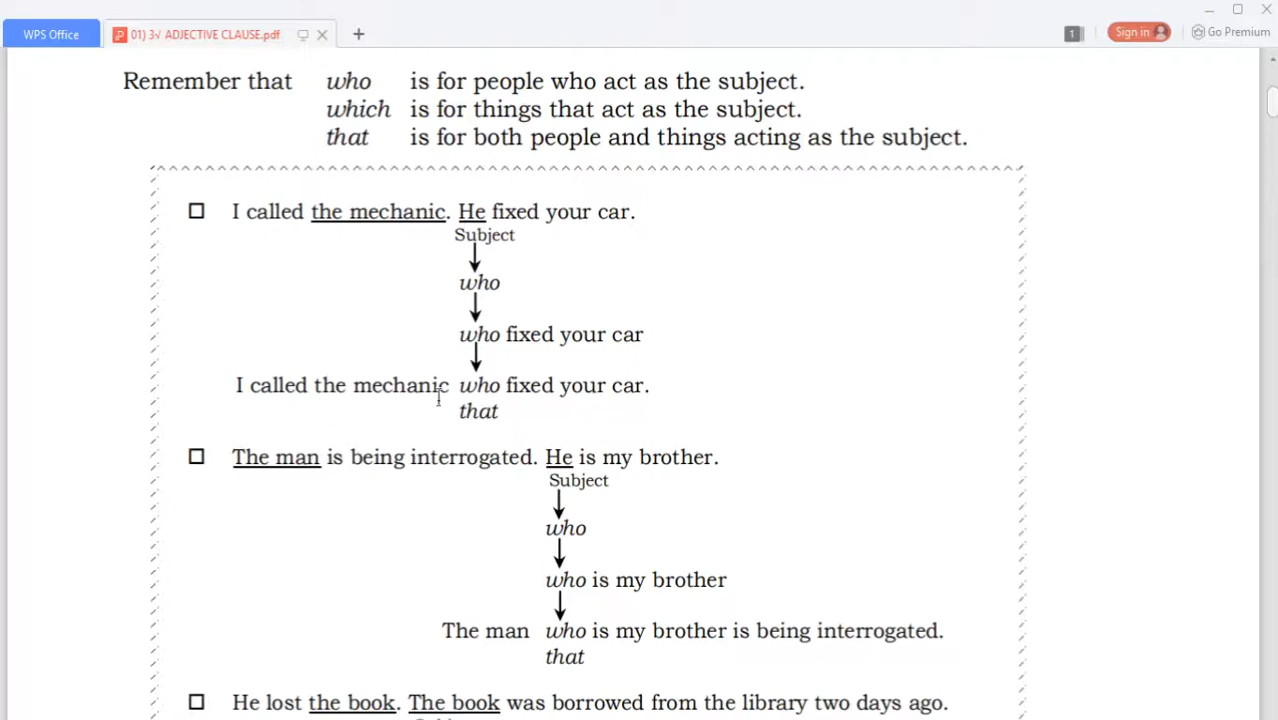 WPS Office
01) 3√ ADJECTIVE CLAUSE.pdf
1
Sign in
Go Premium
Remember that who is for people who act as the subject.
which is for things that act as the subject.
that is for both people and things acting as the subject.
I called the mechanic. He fixed your car.
Subject
who
who fixed your car
I called the mechanic who fixed your car.
that
The man is being interrogated. He is my brother.
Subject
who
who is my brother
The man who is my brother is being interrogated.
that
He lost the book. The book was borrowed from the library two days ago.